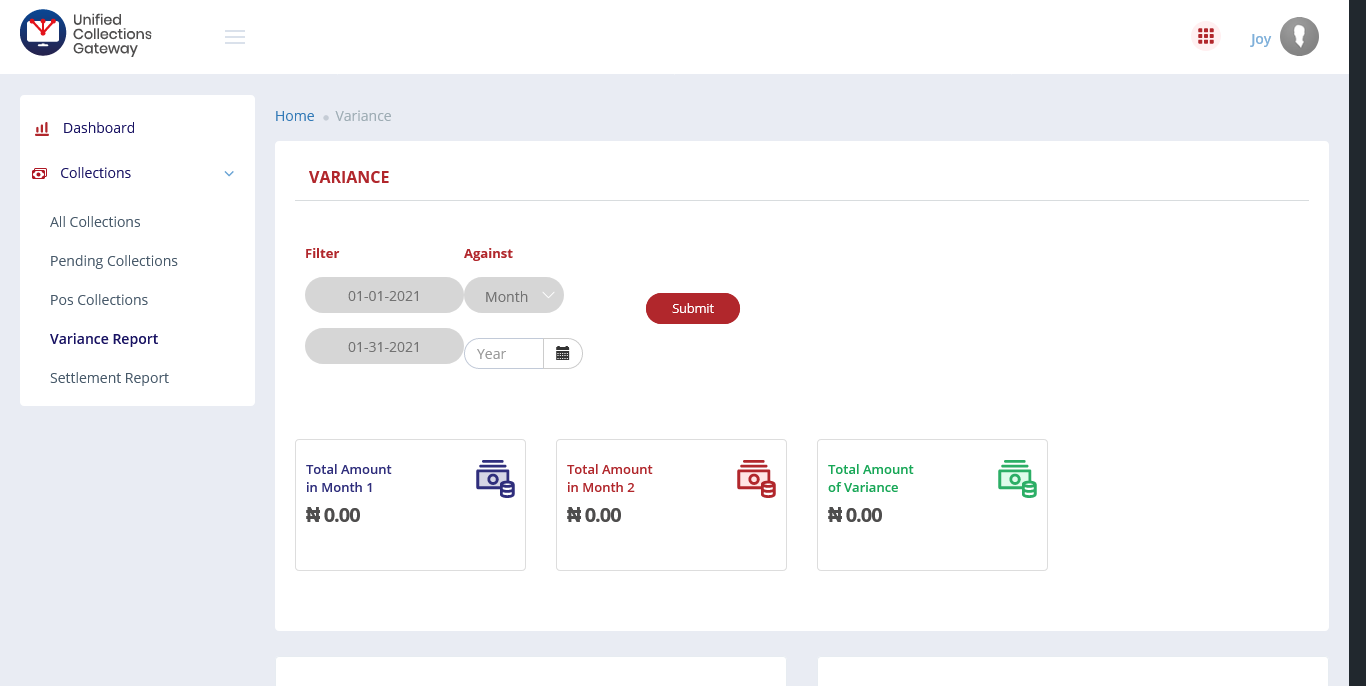 Unified
Collections
Gateway
Joy
Dashboard
Collections
All Collections
Pending Collections
Pos Collections
Variance Report
Settlement Report
Home Variance
VARIANCE
Filter Against
01-01-2021 Month
Submit
01-31-2021 Year
Total Amount
in Month 1
₦ 0.00
Total Amount
in Month 2
₦ 0.00
Total Amount
of Variance
₦ 0.00